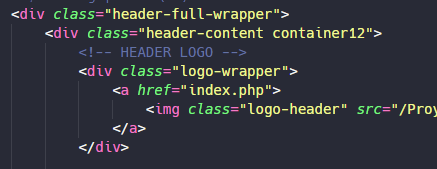 <div class="header-full-wrapper">
<div class="header-content container12">
<!-- HEADER LOGO -->
<div class="logo-wrapper">
<a href="index.php">
<img class="logo-header" src="/Proy
</a>
</div>